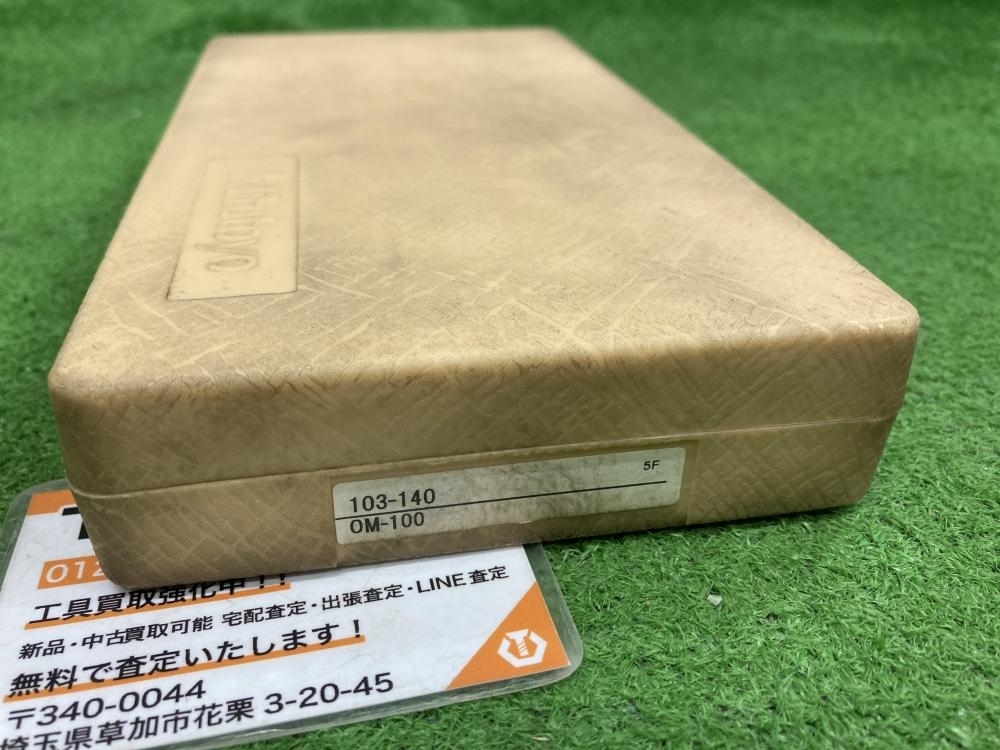 Mitutoyo
5F
103-140
OM-100
012
工具買取強化中!!
新品・中古買取可能 宅配査定・出張査定・LINE査定
無料で査定いたします!
〒340-0044
埼玉県草加市花栗 3-20-45